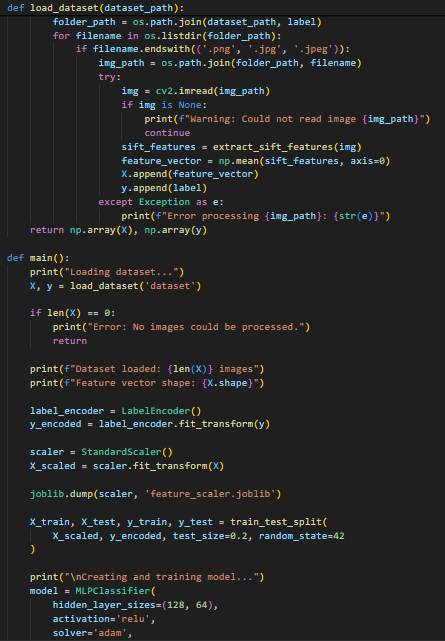 def load_dataset(dataset_path):
        folder_path = os.path.join(dataset_path, label)
        for filename in os.listdir(folder_path):
            if filename.endswith(('.png', '.jpg', '.jpeg')):
                img_path = os.path.join(folder_path, filename)
                try:
                    img = cv2.imread(img_path)
                    if img is None:
                        print(f"Warning: Could not read image {img_path}")
                        continue
                    sift_features = extract_sift_features(img)
                    feature_vector = np.mean(sift_features, axis=0)
                    X.append(feature_vector)
                    y.append(label)
                except Exception as e:
                    print(f"Error processing {img_path}: {str(e)}")
    return np.array(X), np.array(y)

def main():
    print("Loading dataset...")
    X, y = load_dataset('dataset')

    if len(X) == 0:
        print("Error: No images could be processed.")
        return

    print(f"Dataset loaded: {len(X)} images")
    print(f"Feature vector shape: {X.shape}")

    label_encoder = LabelEncoder()
    y_encoded = label_encoder.fit_transform(y)

    scaler = StandardScaler()
    X_scaled = scaler.fit_transform(X)

    joblib.dump(scaler, 'feature_scaler.joblib')

    X_train, X_test, y_train, y_test = train_test_split(
        X_scaled, y_encoded, test_size=0.2, random_state=42
    )

    print("\nCreating and training model...")
    model = MLPClassifier(
        hidden_layer_sizes=(128, 64),
        activation='relu',
        solver='adam',